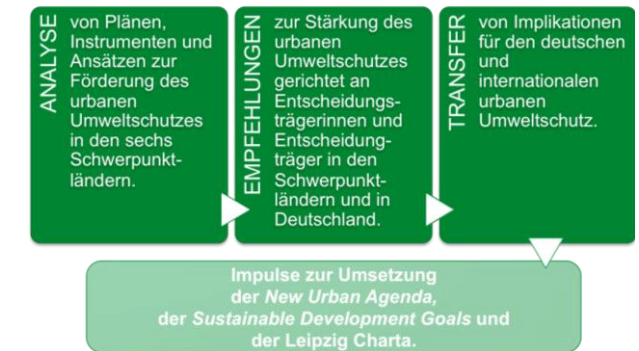 ANALYSE
von Plänen,
Instrumenten und
Ansätzen zur
Förderung des
urbanen
Umweltschutzes
in den sechs
Schwerpunkt-
ländern.
EMPFEHLUNGEN
zur Stärkung des
urbanen
Umweltschutzes
gerichtet an
Entscheidungs-
trägerinnen und
Entscheidung-
träger in den
Schwerpunkt-
ländern und in
Deutschland.
TRANSFER
von Implikationen
für den deutschen
und
internationalen
urbanen
Umweltschutz.
Impulse zur Umsetzung
der New Urban Agenda,
der Sustainable Development Goals und
der Leipzig Charta.